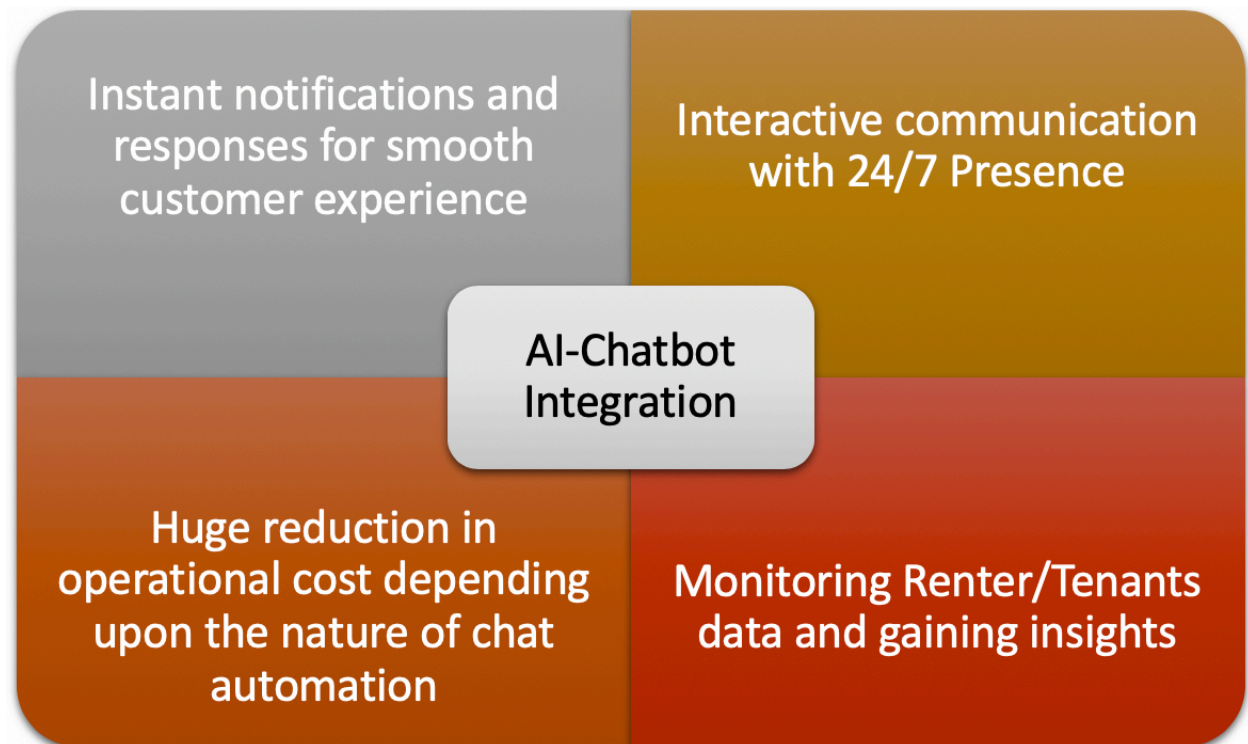 Instant notifications and
responses for smooth
customer experience
Interactive communication
with 24/7 Presence
AI-Chatbot
Integration
Huge reduction in
operational cost depending
upon the nature of chat
automation
Monitoring Renter/Tenants
data and gaining insights